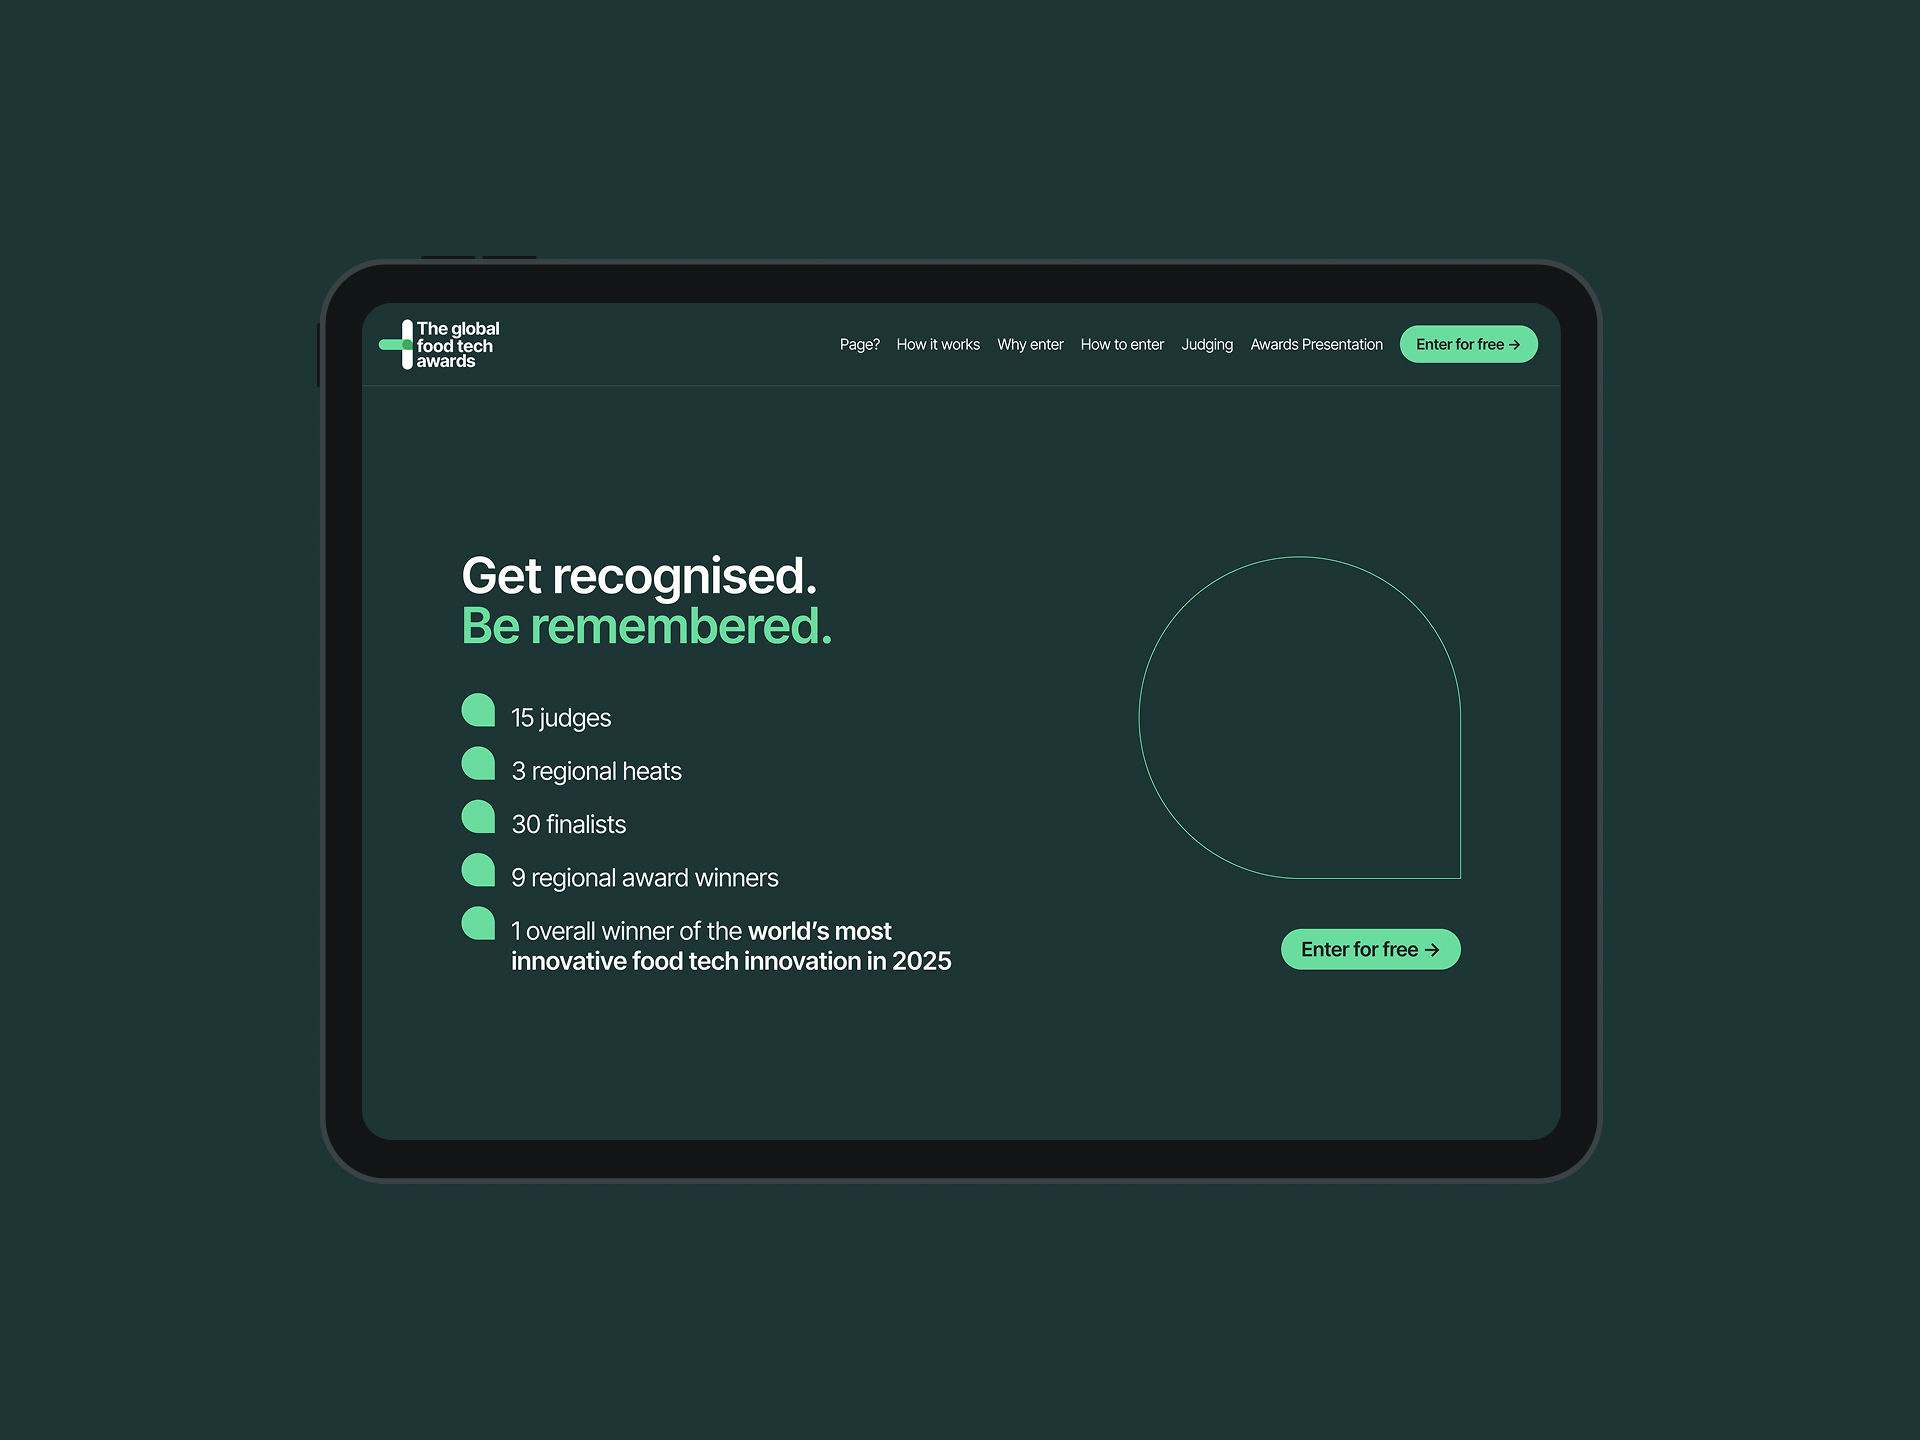 The global
food tech
awards
Page? How it works Why enter How to enter Judging Awards Presentation Enter for free →
Get recognised.
Be remembered.
15 judges
3 regional heats
30 finalists
9 regional award winners
1 overall winner of the world’s most
innovative food tech innovation in 2025
Enter for free →